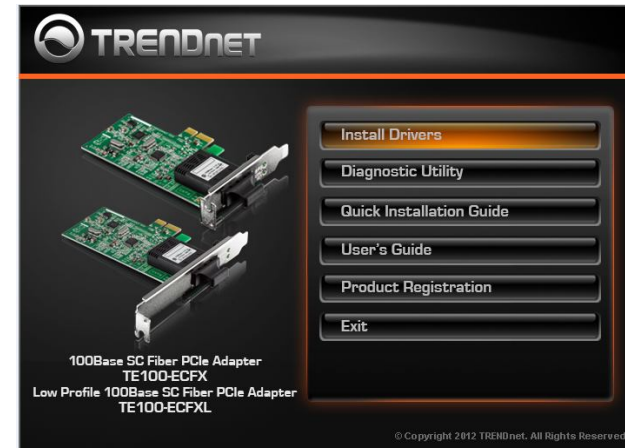 TRENDNET
Install Drivers
Diagnostic Utility
Quick Installation Guide
User's Guide
Product Registration
Exit
100Base SC Fiber PCIe Adapter
TE100-ECFX
Low Profile 100Base SC Fiber PCIe Adapter
TE100-ECFXL
© Copyright 2012 TRENDnet. All Rights Reserved